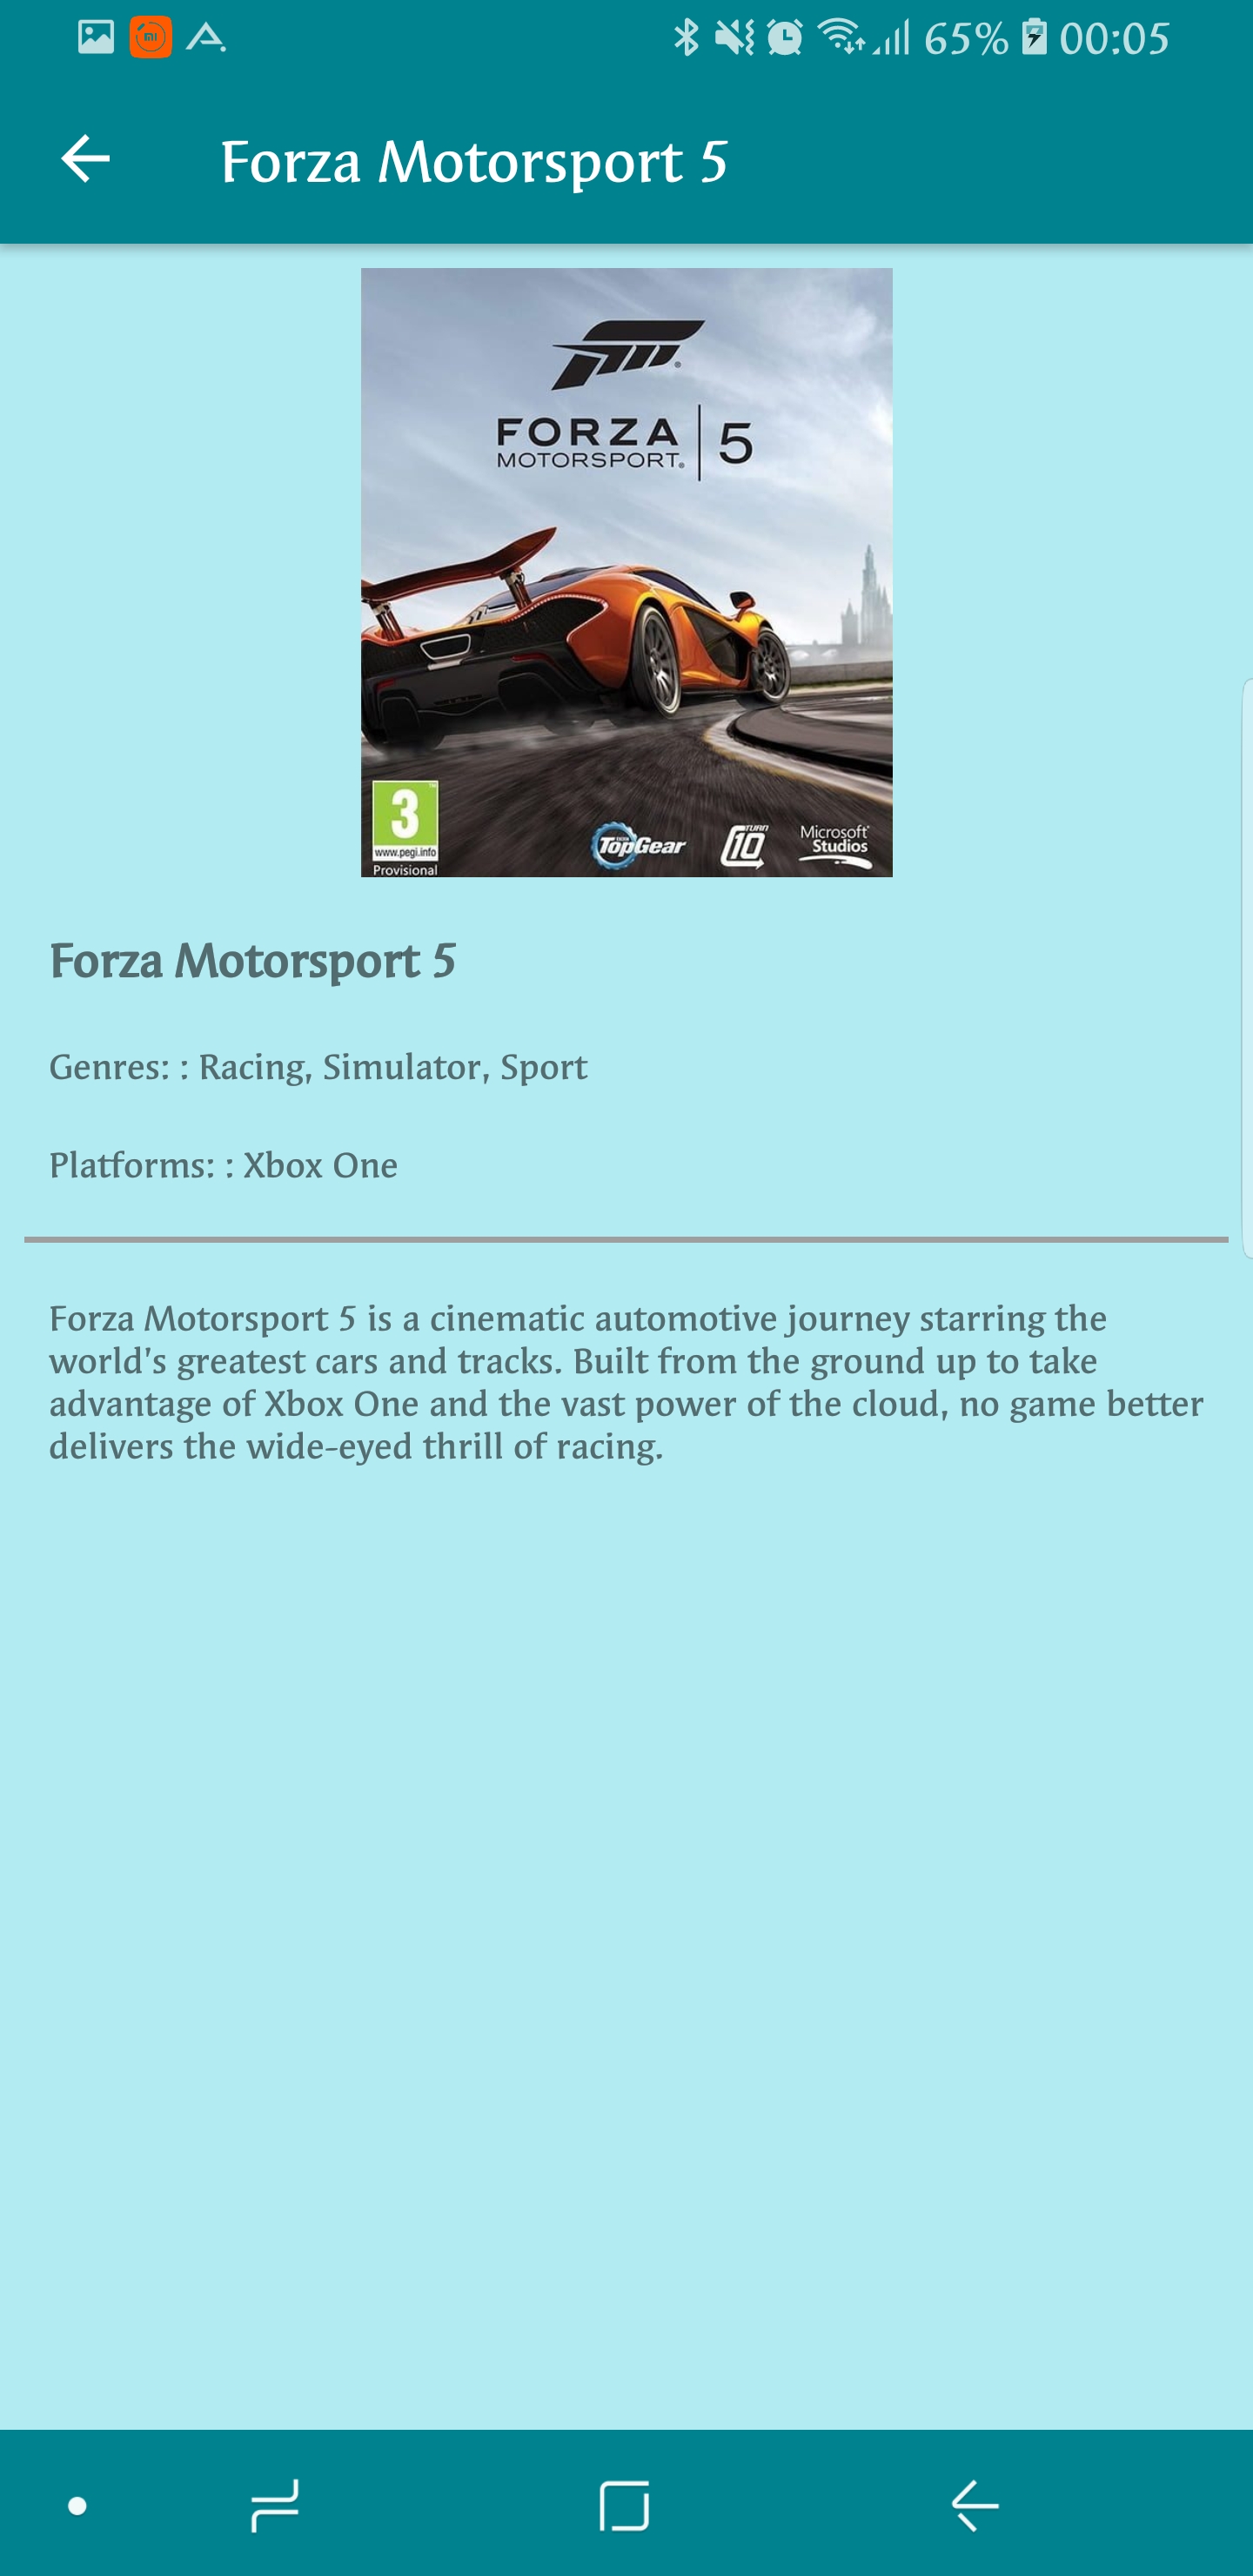 65% 00:05
Forza Motorsport 5
FORZA
MOTORSPORT. 5
3
www.pegi.info
Provisional
TopGear
TURN
10
Microsoft
Studios
Forza Motorsport 5
Genres: : Racing, Simulator, Sport
Platforms: : Xbox One
Forza Motorsport 5 is a cinematic automotive journey starring the
world's greatest cars and tracks. Built from the ground up to take
advantage of Xbox One and the vast power of the cloud, no game better
delivers the wide-eyed thrill of racing.